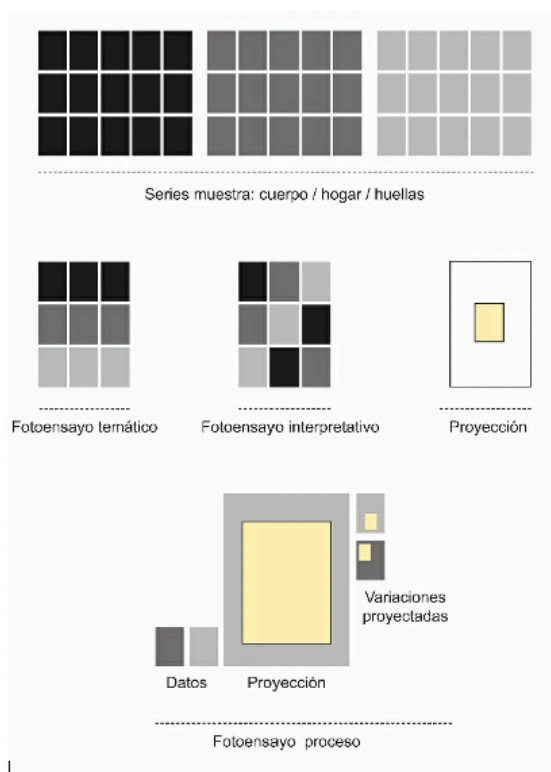 Series muestra: cuerpo / hogar / huellas
Fotoensayo temático
Fotoensayo interpretativo
Proyección
Variaciones
proyectadas
Datos
Proyección
Fotoensayo proceso